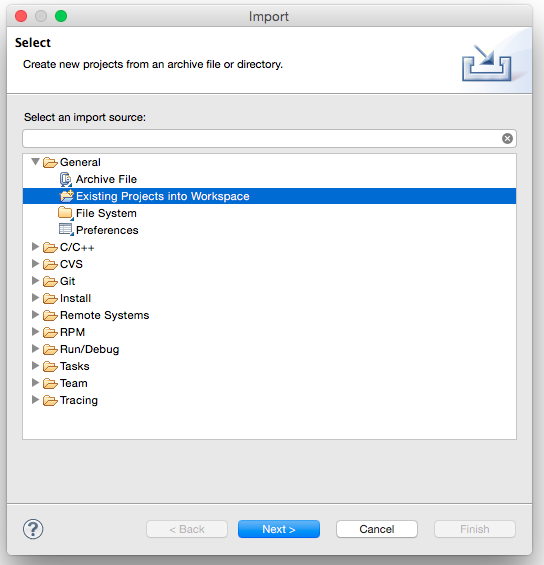 Import
Select
Create new projects from an archive file or directory.
Select an import source:
General
Archive File
Existing Projects into Workspace
File System
Preferences
C/C++
CVS
Git
Install
Remote Systems
RPM
Run/Debug
Tasks
Team
Tracing
? < Back Next > Cancel Finish